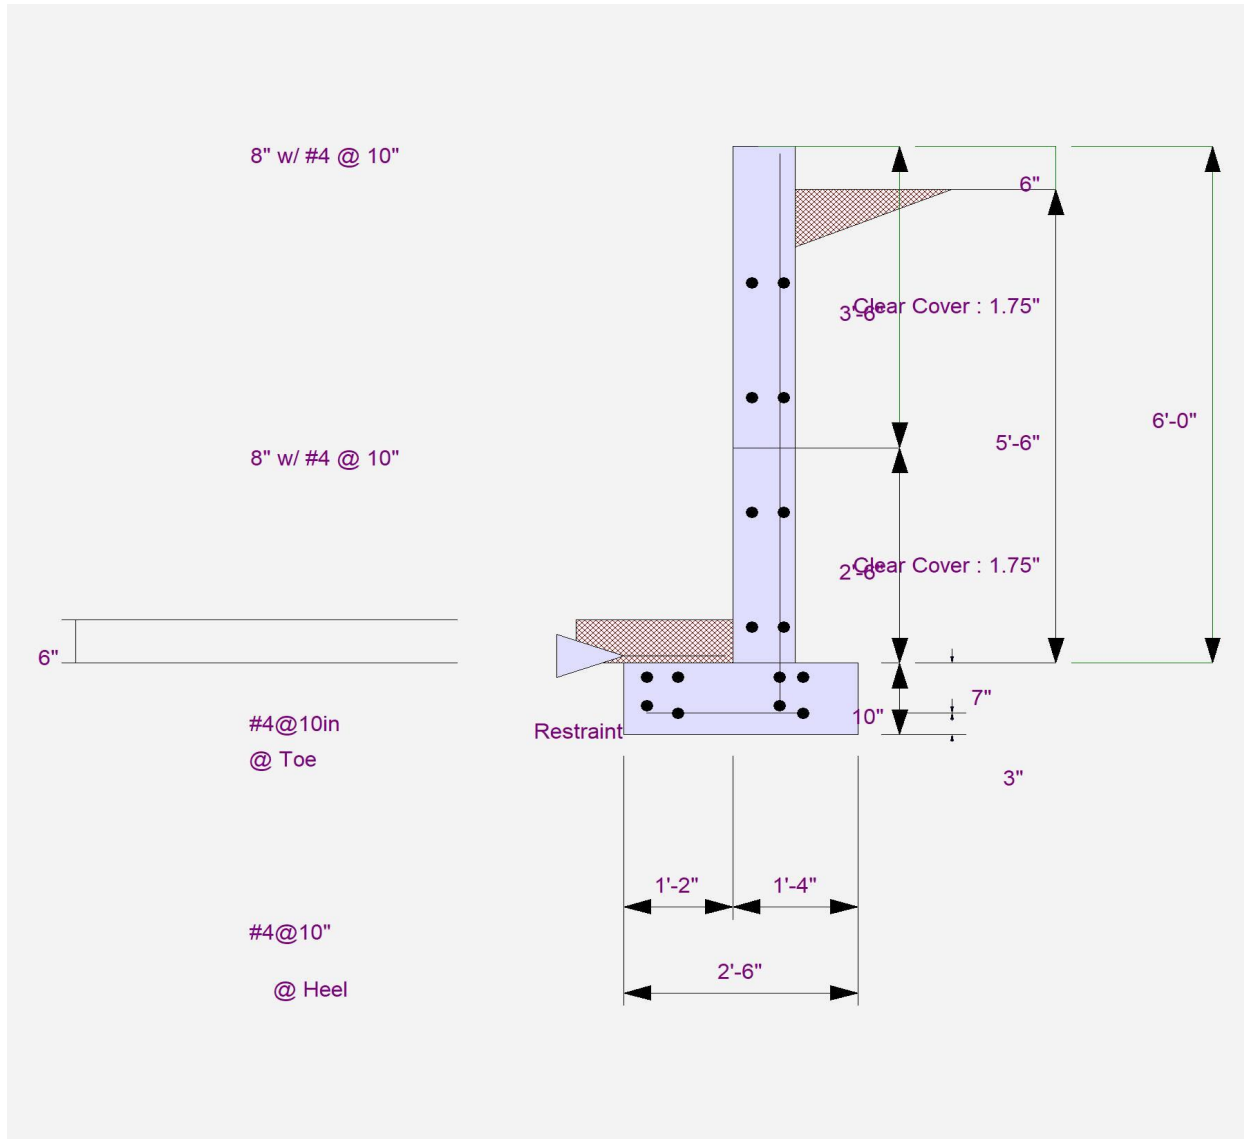 8" w/ #4 @ 10"
6"
Clear Cover : 1.75"
3'-6"
6'-0"
5'-6"
8" w/ #4 @ 10"
Clear Cover : 1.75"
2'-6"
6"
7"
10"
#4@10in
Restraint
@ Toe
3"
1'-2"
1'-4"
#4@10"
2'-6"
@ Heel